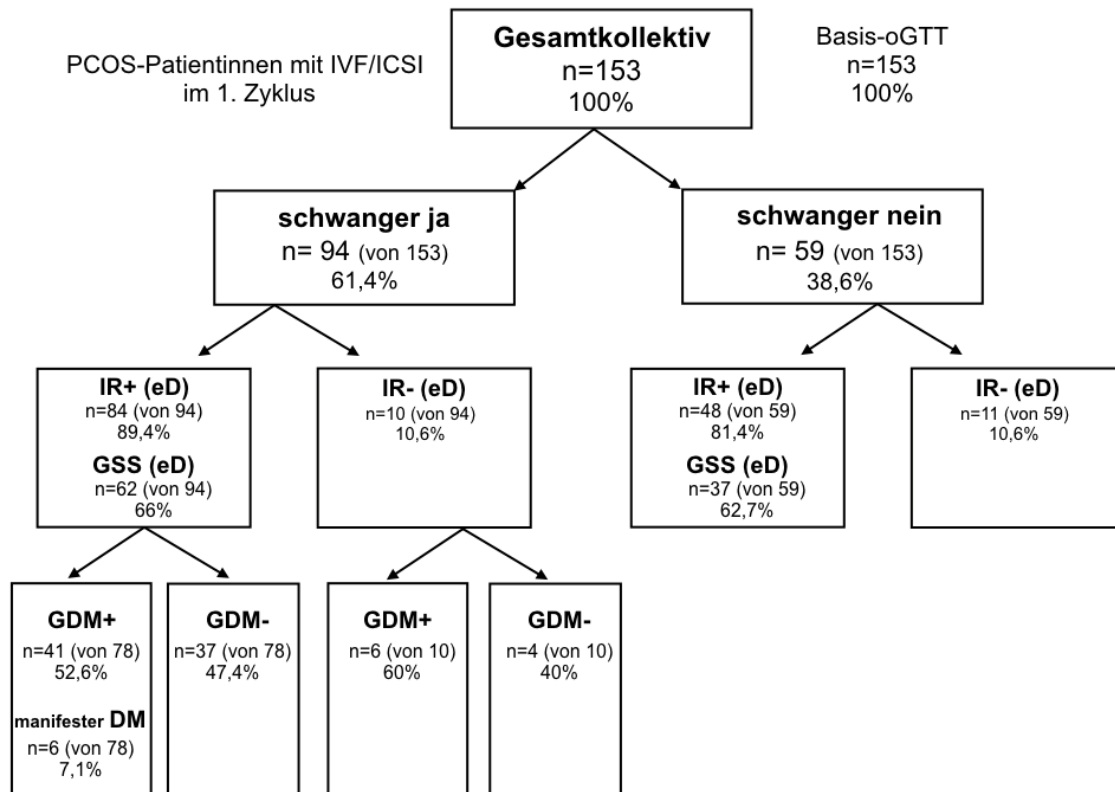 PCOS-Patientinnen mit IVF/ICSI
im 1. Zyklus
Gesamtkollektiv
n=153
100%
Basis-oGTT
n=153
100%
schwanger ja
n= 94 (von 153)
61,4%
schwanger nein
n= 59 (von 153)
38,6%
IR+ (eD)
n=84 (von 94)
89,4%
GSS (eD)
n=62 (von 94)
66%
IR- (eD)
n=10 (von 94)
10,6%
IR+ (eD)
n=48 (von 59)
81,4%
GSS (eD)
n=37 (von 59)
62,7%
IR- (eD)
n=11 (von 59)
10,6%
GDM+
n=41 (von 78)
52,6%
manifester DM
n=6 (von 78)
7,1%
GDM-
n=37 (von 78)
47,4%
GDM+
n=6 (von 10)
60%
GDM-
n=4 (von 10)
40%